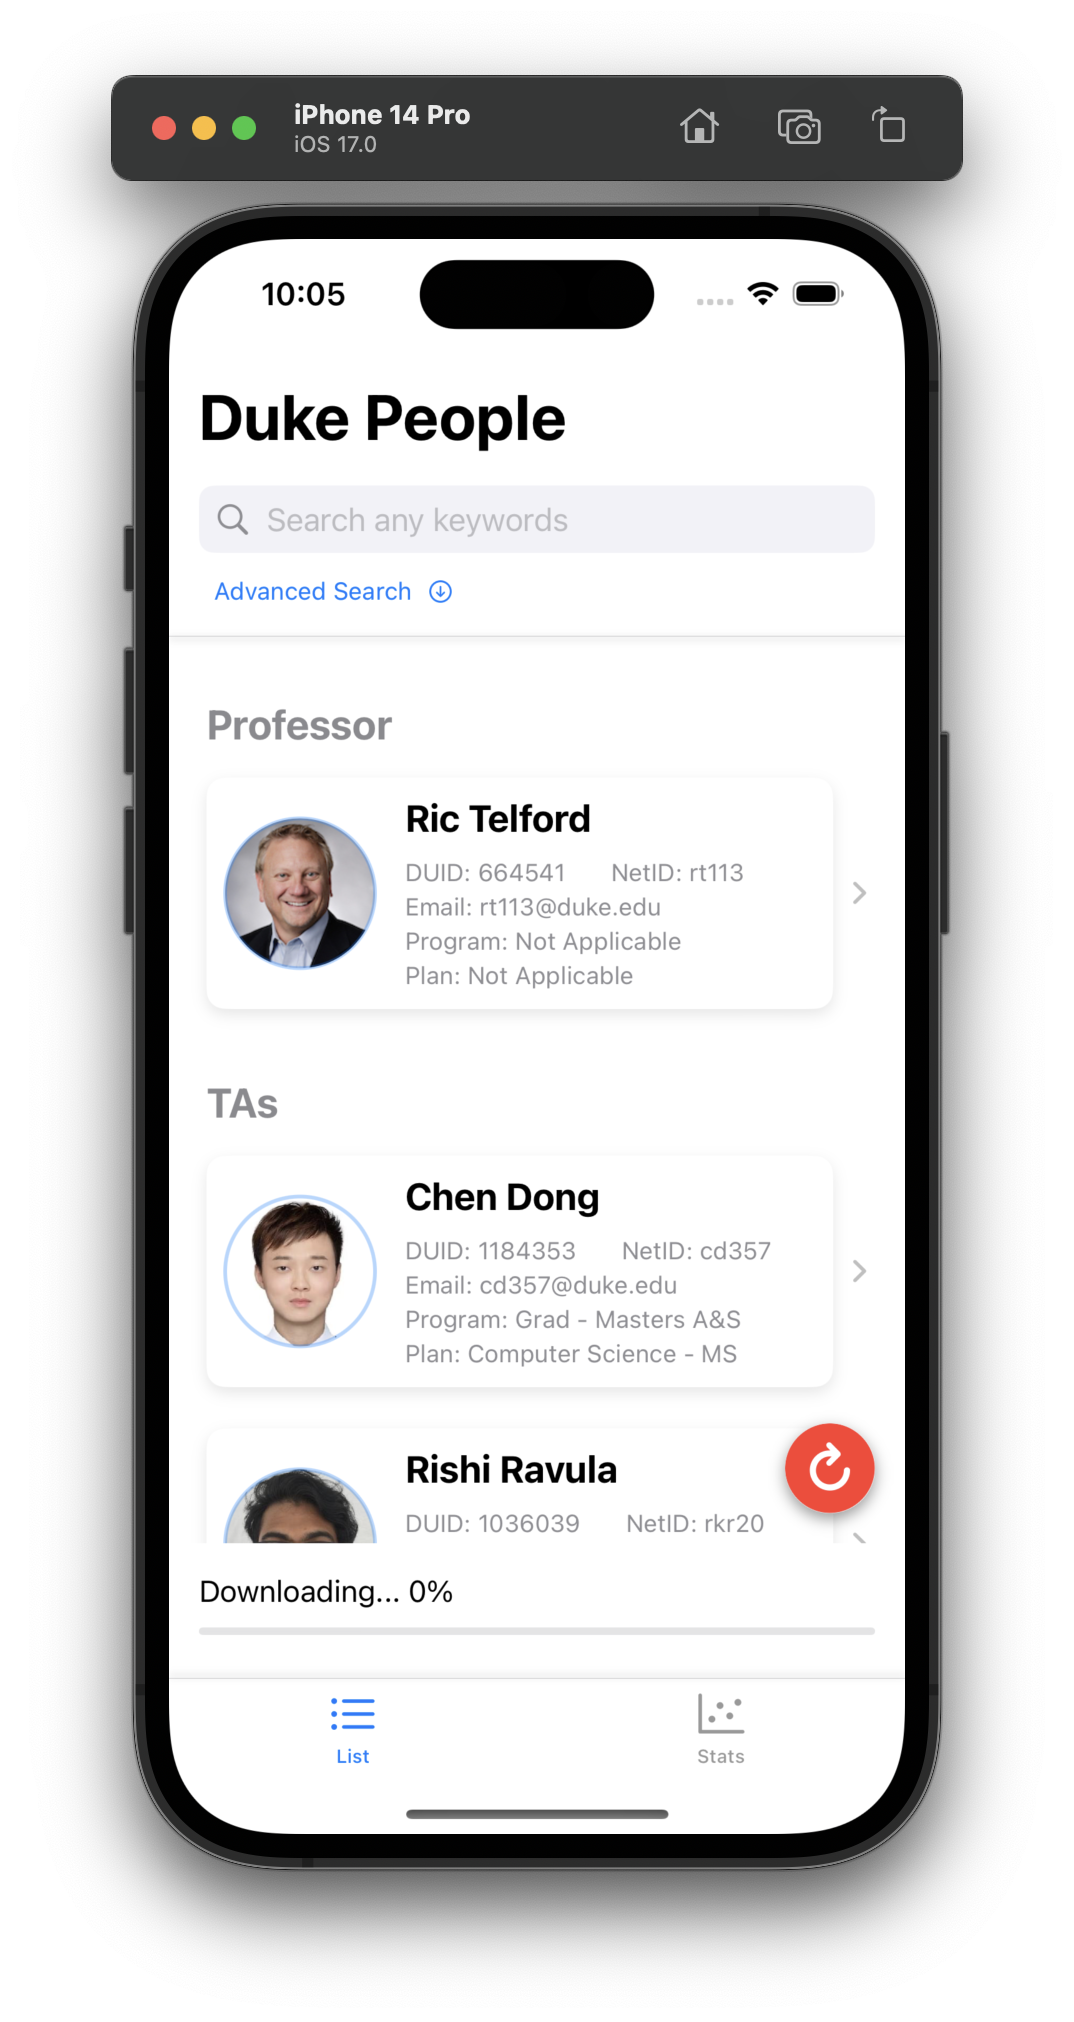 iPhone 14 Pro
iOS 17.0
10:05
Duke People
Search any keywords
Advanced Search
Professor
Ric Telford
DUID: 664541 NetID: rt113
Email: rt113@duke.edu
Program: Not Applicable
Plan: Not Applicable
TAs
Chen Dong
DUID: 1184353 NetID: cd357
Email: cd357@duke.edu
Program: Grad - Masters A&S
Plan: Computer Science - MS
Rishi Ravula
DUID: 1036039 NetID: rkr20
Downloading... 0%
List
Stats